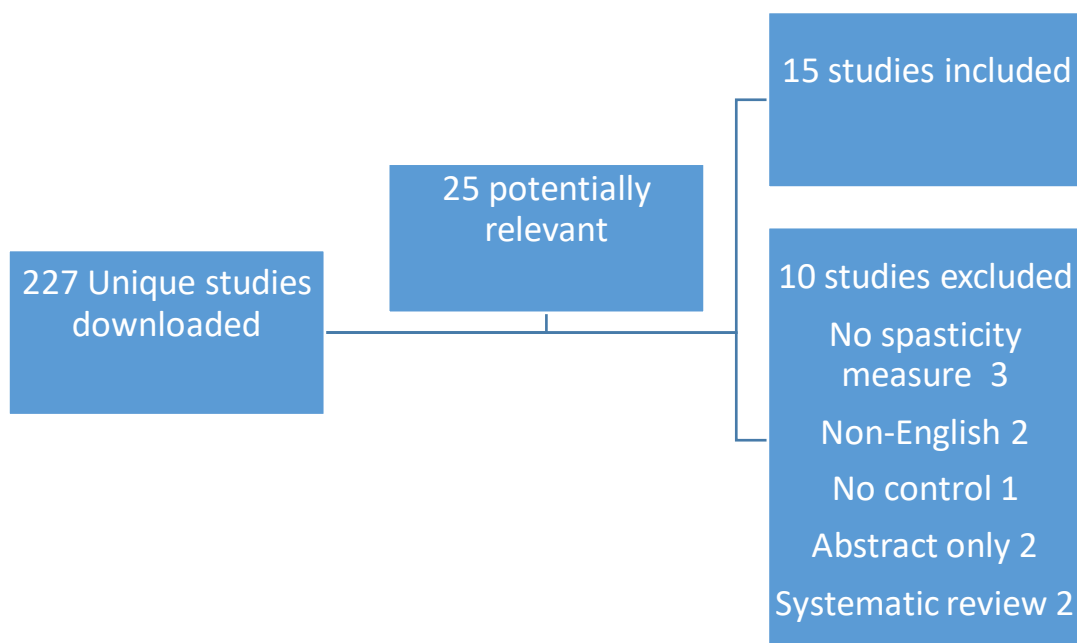 227 Unique studies
downloaded
25 potentially
relevant
15 studies included
10 studies excluded
No spasticity
measure 3
Non-English 2
No control 1
Abstract only 2
Systematic review 2